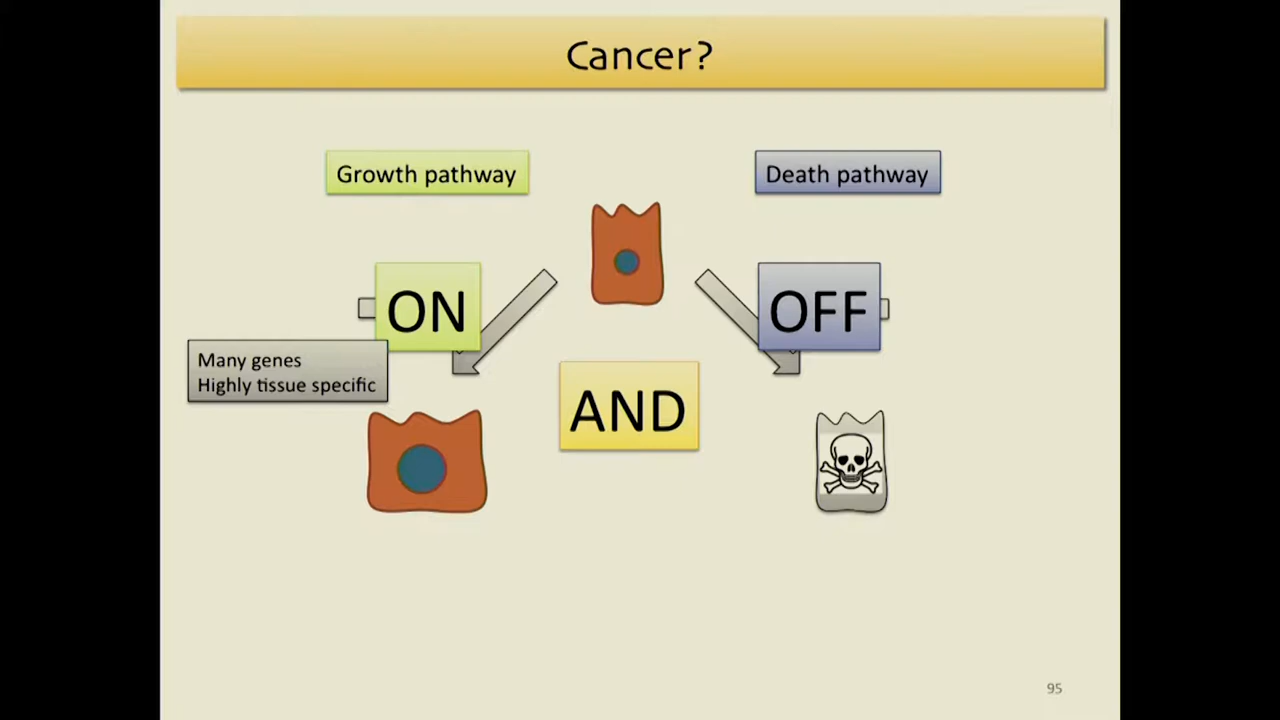 Cancer?
Growth pathway
Death pathway
ON
OFF
Many genes
Highly tissue specific
AND
95